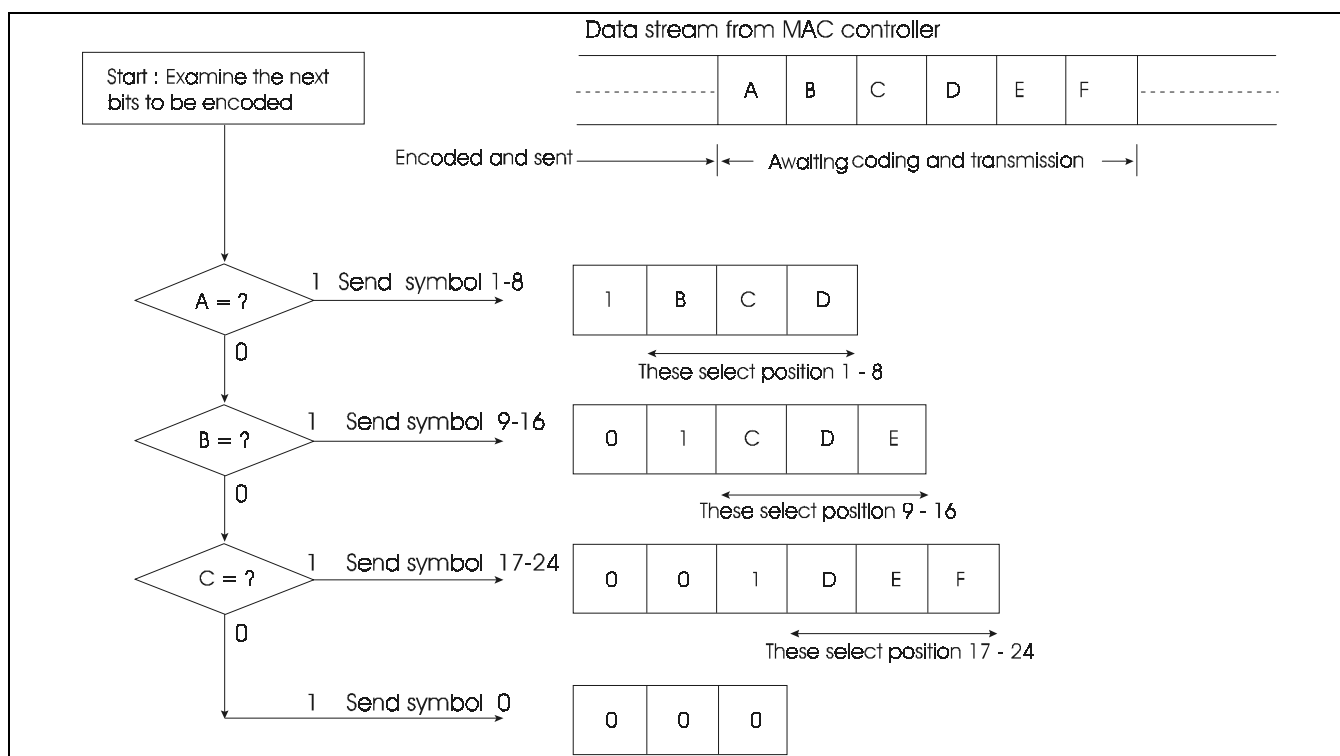 Data stream from MAC controller
Start : Examine the next
bits to be encoded
A B C D E F
Encoded and sent
Awaiting coding and transmission
A = ?
1 Send symbol 1-8
1 B C D
0
These select position 1 - 8
B = ?
1 Send symbol 9-16
0 1 C D E
0
These select position 9 - 16
C = ?
1 Send symbol 17-24
0 0 1 D E F
0
These select position 17 - 24
1 Send symbol 0
0 0 0